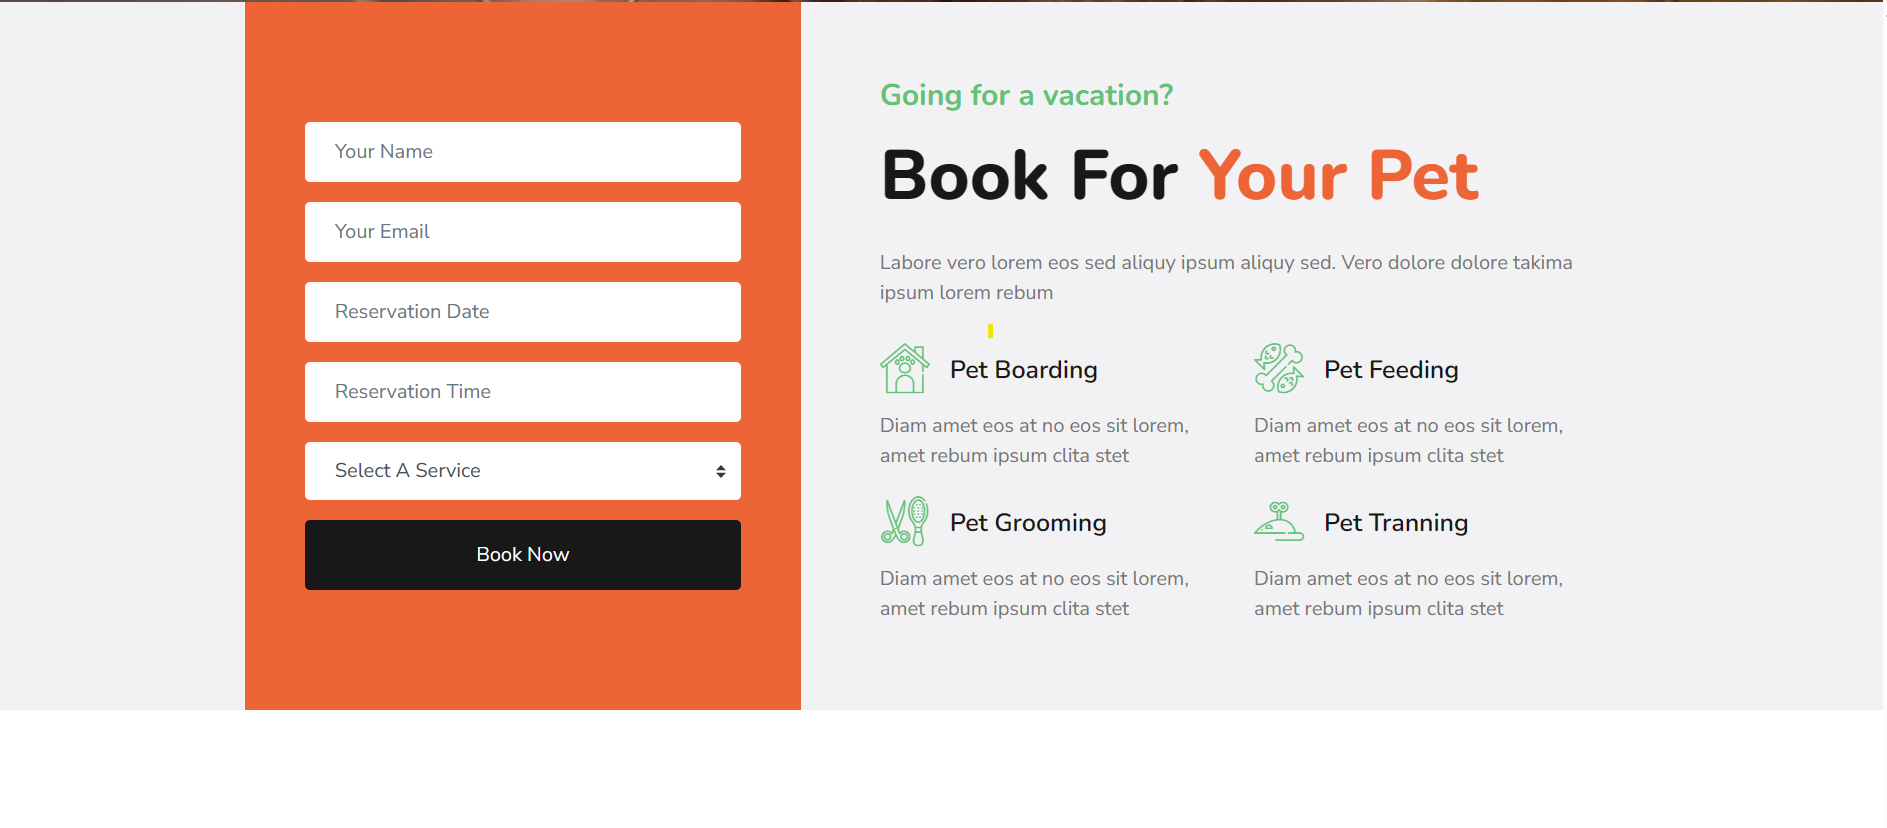 Your Name
Your Email
Reservation Date
Reservation Time
Select A Service
Book Now
Going for a vacation?
Book For Your Pet
Labore vero lorem eos sed aliquy ipsum aliquy sed. Vero dolore dolore takima
ipsum lorem rebum
Pet Boarding
Diam amet eos at no eos sit lorem,
amet rebum ipsum clita stet
Pet Feeding
Diam amet eos at no eos sit lorem,
amet rebum ipsum clita stet
Pet Grooming
Diam amet eos at no eos sit lorem,
amet rebum ipsum clita stet
Pet Tranning
Diam amet eos at no eos sit lorem,
amet rebum ipsum clita stet